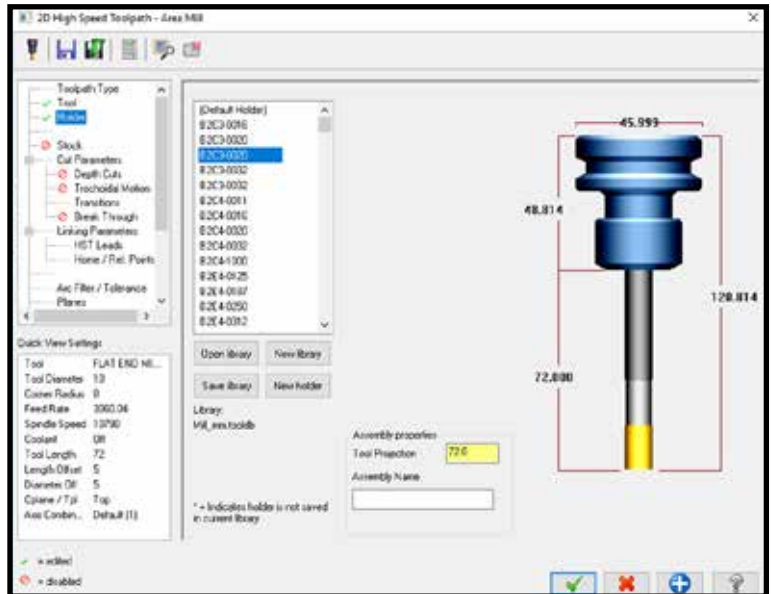 2D High Speed Toolpath - Area Mill
Toolpath Type
Tool
Holder
Stock
Cut Parameters
Depth Cuts
Trochoidal Motion
Transitions
Break Through
Linking Parameters
HST Leads
Home / Ref. Points
Arc Filter / Tolerance
Planes
Quick View Settings
Tool FLAT END MI...
Tool Diameter 13
Corner Radius 0
Feed Rate 3060.04
Spindle Speed 13790
Coolant Off
Tool Length 72
Length Offset 5
Diameter Off 5
Cplane / Tpl Top
Axis Combin... Default (1)
= edited
= disabled
(Default Holder)
B2C3-0016
B2C3-0020
B2C3-0020
B2C3-0032
B2C3-0032
B2C4-0011
B2C4-0016
B2C4-0020
B2C4-0032
B2C4-1000
B2E4-0125
B2E4-0187
B2E4-0250
B2E4-0312
Open library New library
Save library New holder
Library:
Mill_mm.tooldb
* = Indicates holder is not saved
in current library
Assembly properties
Tool Projection 72.0
Assembly Name
45.993
48.814
120.814
72.000